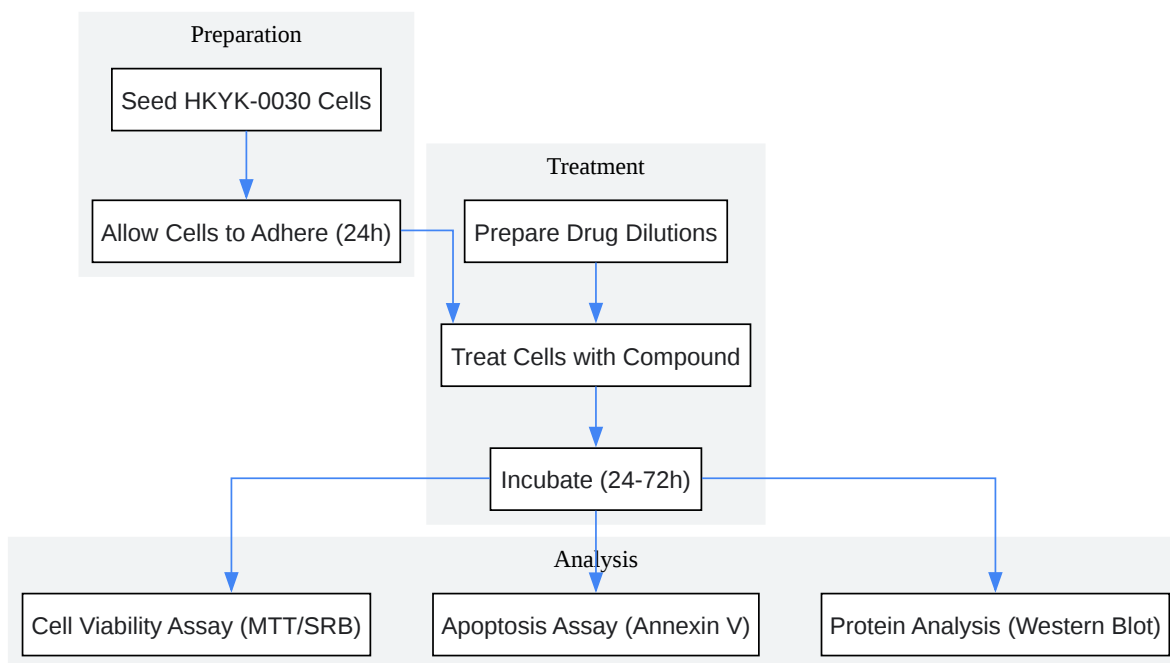 Preparation
Seed HKYK-0030 Cells
Allow Cells to Adhere (24h)
Treatment
Prepare Drug Dilutions
Treat Cells with Compound
Incubate (24-72h)
Analysis
Cell Viability Assay (MTT/SRB)
Apoptosis Assay (Annexin V)
Protein Analysis (Western Blot)